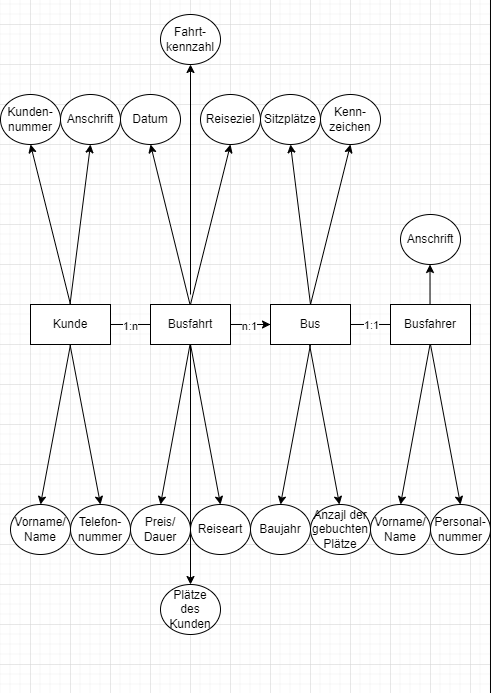 Fahrt-
kennzahl
Kunden-
nummer
Anschrift
Datum
Reiseziel
Sitzplätze
Kenn-
zeichen
Anschrift
Kunde
1:n
Busfahrt
n:1
Bus
1:1
Busfahrer
Vorname/
Name
Telefon-
nummer
Preis/
Dauer
Reiseart
Baujahr
Anzajl der
gebuchten
Plätze
Vorname/
Name
Personal-
nummer
Plätze
des
Kunden